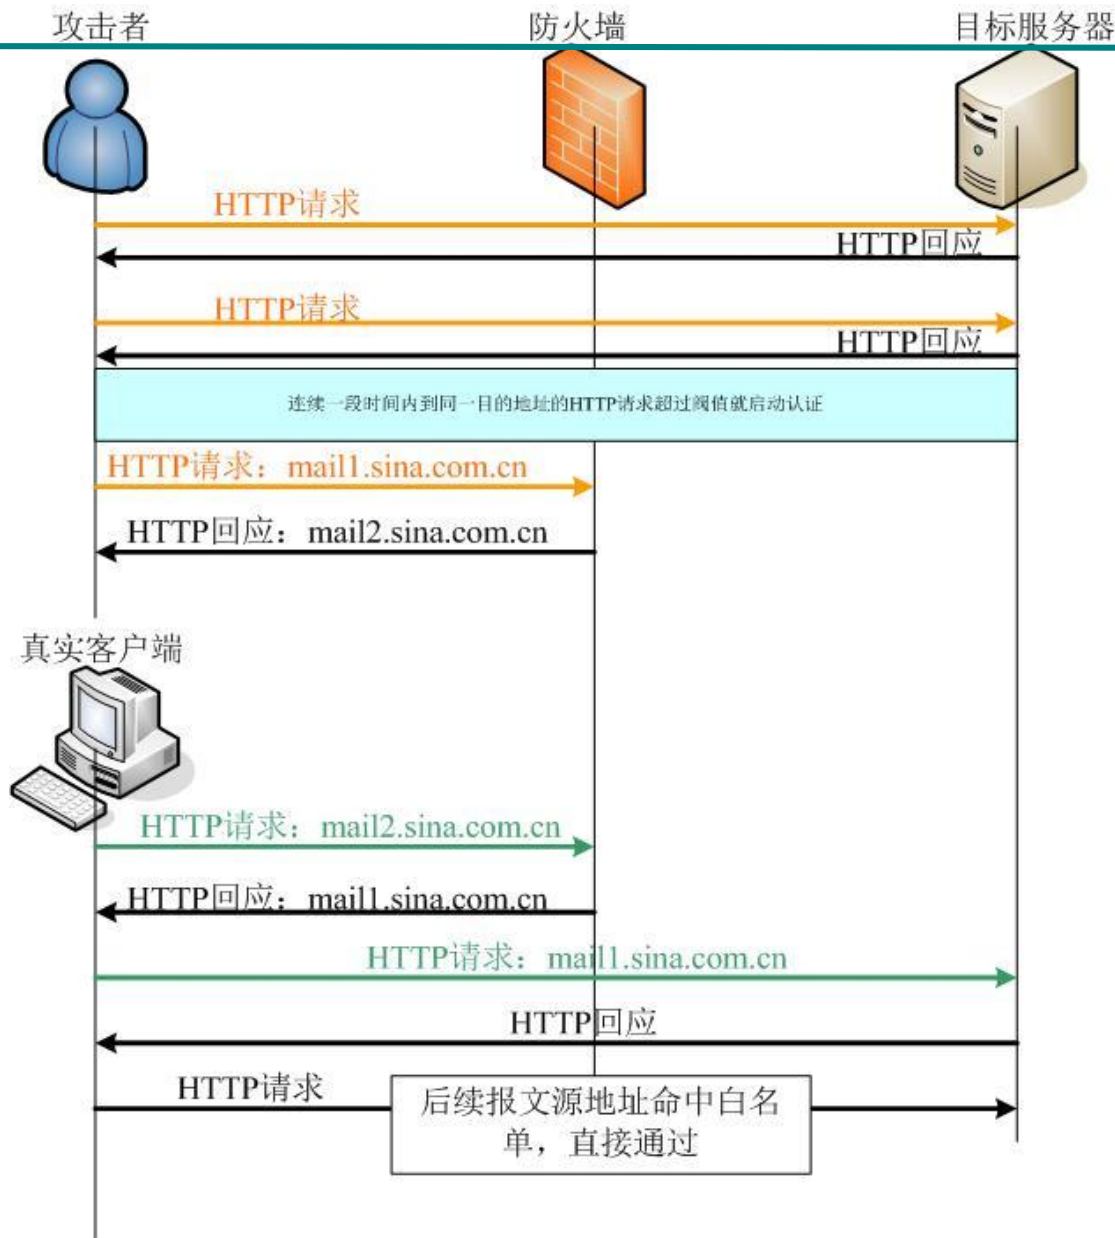 攻击者
防火墙
目标服务器
HTTP请求
HTTP回应
HTTP请求
HTTP回应
连续一段时间内到同一目的地址的HTTP请求超过阀值就启动认证
HTTP请求：mail1.sina.com.cn
HTTP回应：mail2.sina.com.cn
真实客户端
HTTP请求：mail2.sina.com.cn
HTTP回应：mail1.sina.com.cn
HTTP请求：mail1.sina.com.cn
HTTP回应
HTTP请求
后续报文源地址命中白名
单，直接通过